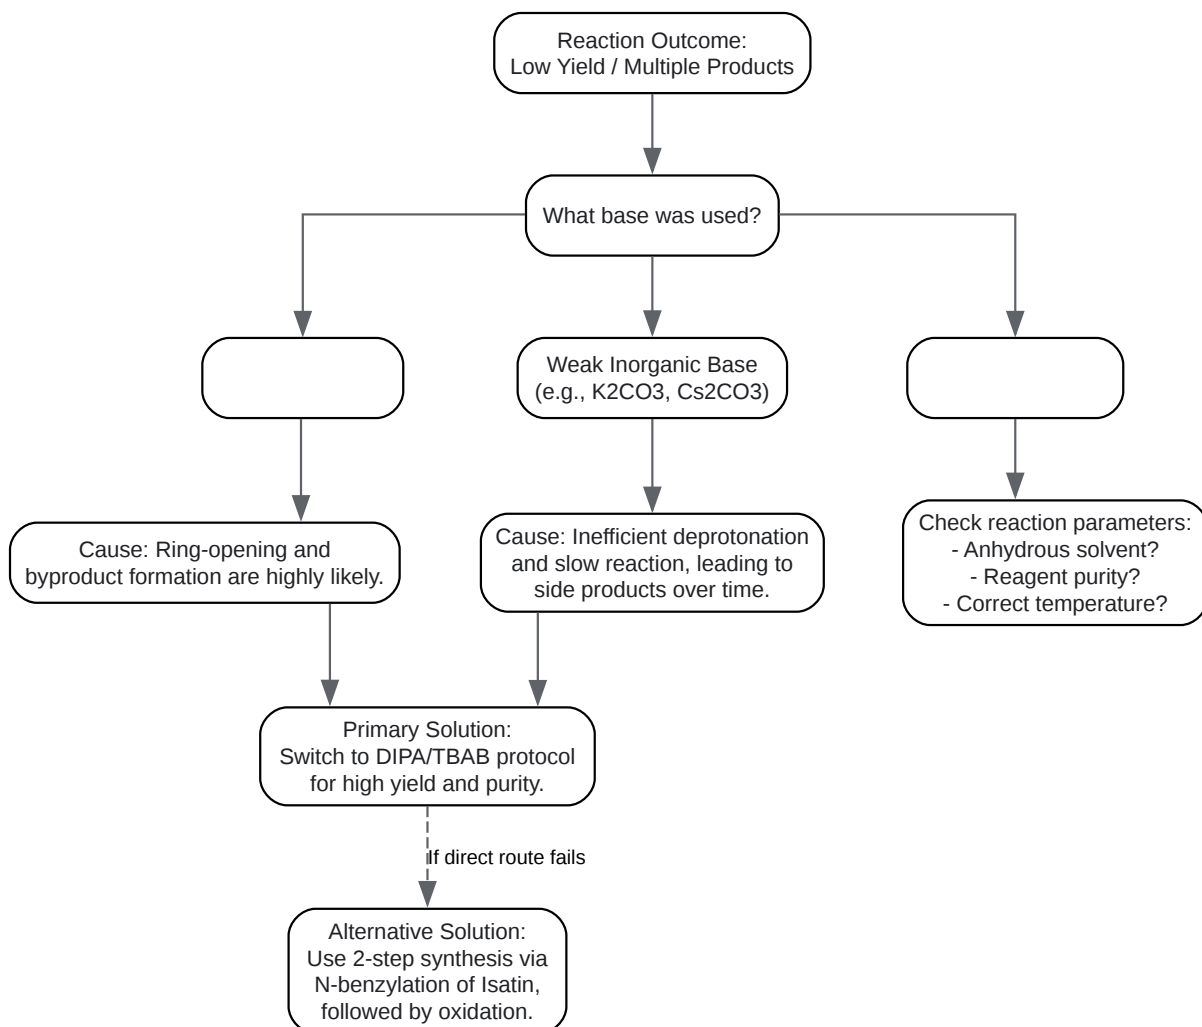 Reaction Outcome:
Low Yield / Multiple Products
What base was used?
Weak Inorganic Base
(e.g., K2CO3, Cs2CO3)
Cause: Ring-opening and
byproduct formation are highly likely.
Cause: Inefficient deprotonation
and slow reaction, leading to
side products over time.
Check reaction parameters:
- Anhydrous solvent?
- Reagent purity?
- Correct temperature?
Primary Solution:
Switch to DIPA/TBAB protocol
for high yield and purity.
If direct route fails
Alternative Solution:
Use 2-step synthesis via
N-benzylation of Isatin,
followed by oxidation.